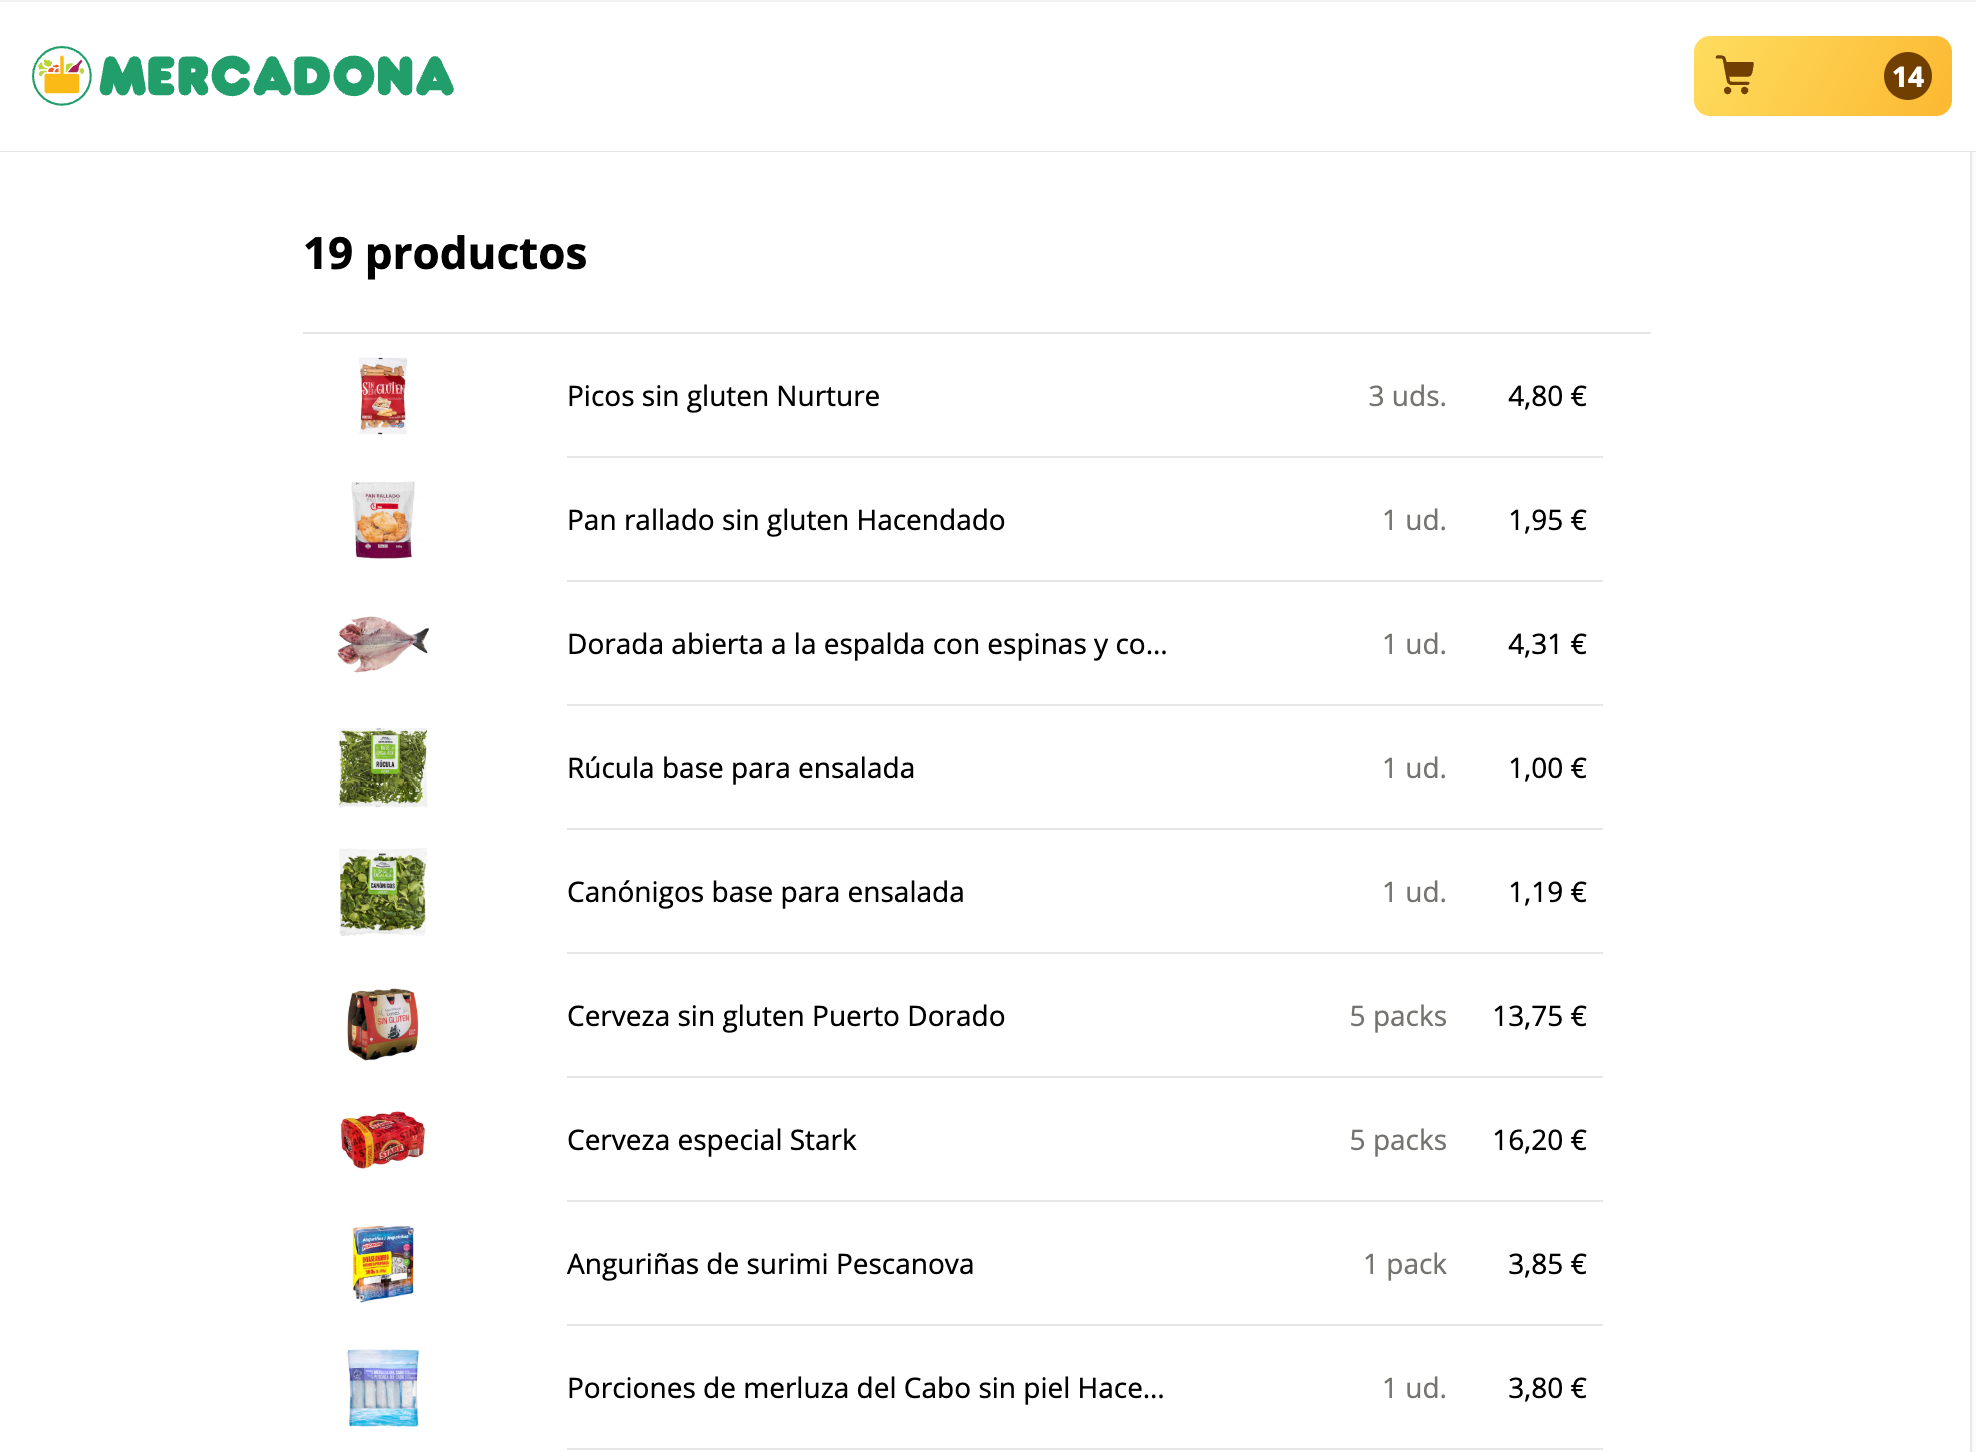 MERCADONA
14
19 productos
Picos sin gluten Nurture 3 uds. 4,80 €
Pan rallado sin gluten Hacendado 1 ud. 1,95 €
Dorada abierta a la espalda con espinas y co... 1 ud. 4,31 €
RÚCULA
Rúcula base para ensalada 1 ud. 1,00 €
CANÓNIGOS
Canónigos base para ensalada 1 ud. 1,19 €
SIN GLUTEN
Cerveza sin gluten Puerto Dorado 5 packs 13,75 €
STARK
Cerveza especial Stark 5 packs 16,20 €
Anguriñas de surimi Pescanova 1 pack 3,85 €
Porciones de merluza del Cabo sin piel Hace... 1 ud. 3,80 €